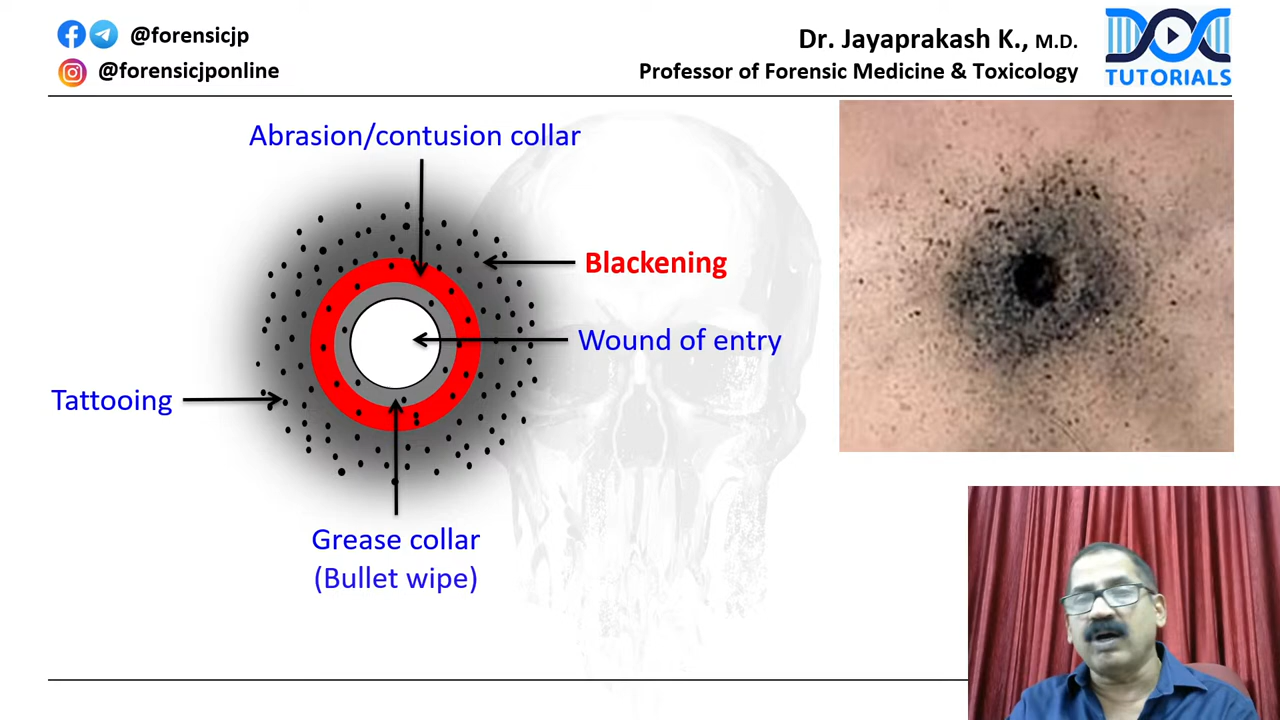 @forensicjp
@forensicjponline
Dr. Jayaprakash K., M.D.
Professor of Forensic Medicine & Toxicology
TUTORIALS
Abrasion/contusion collar
Blackening
Wound of entry
Tattooing
Grease collar
(Bullet wipe)